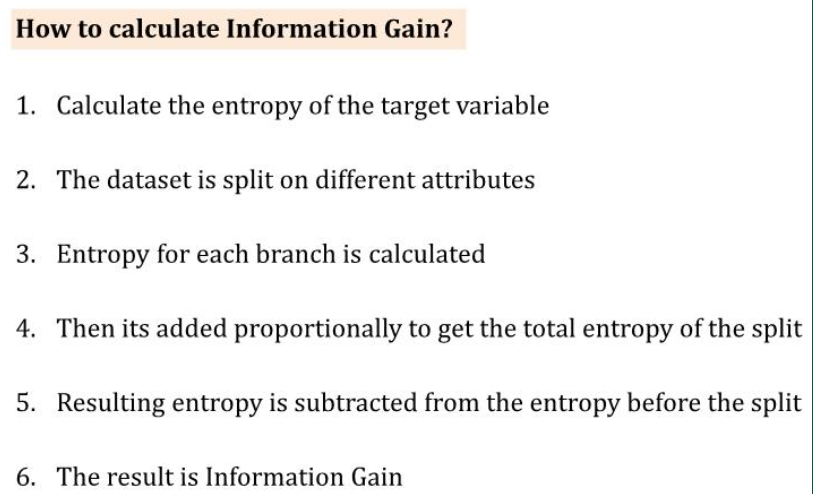 How to calculate Information Gain?
1. Calculate the entropy of the target variable
2. The dataset is split on different attributes
3. Entropy for each branch is calculated
4. Then its added proportionally to get the total entropy of the split
5. Resulting entropy is subtracted from the entropy before the split
6. The result is Information Gain